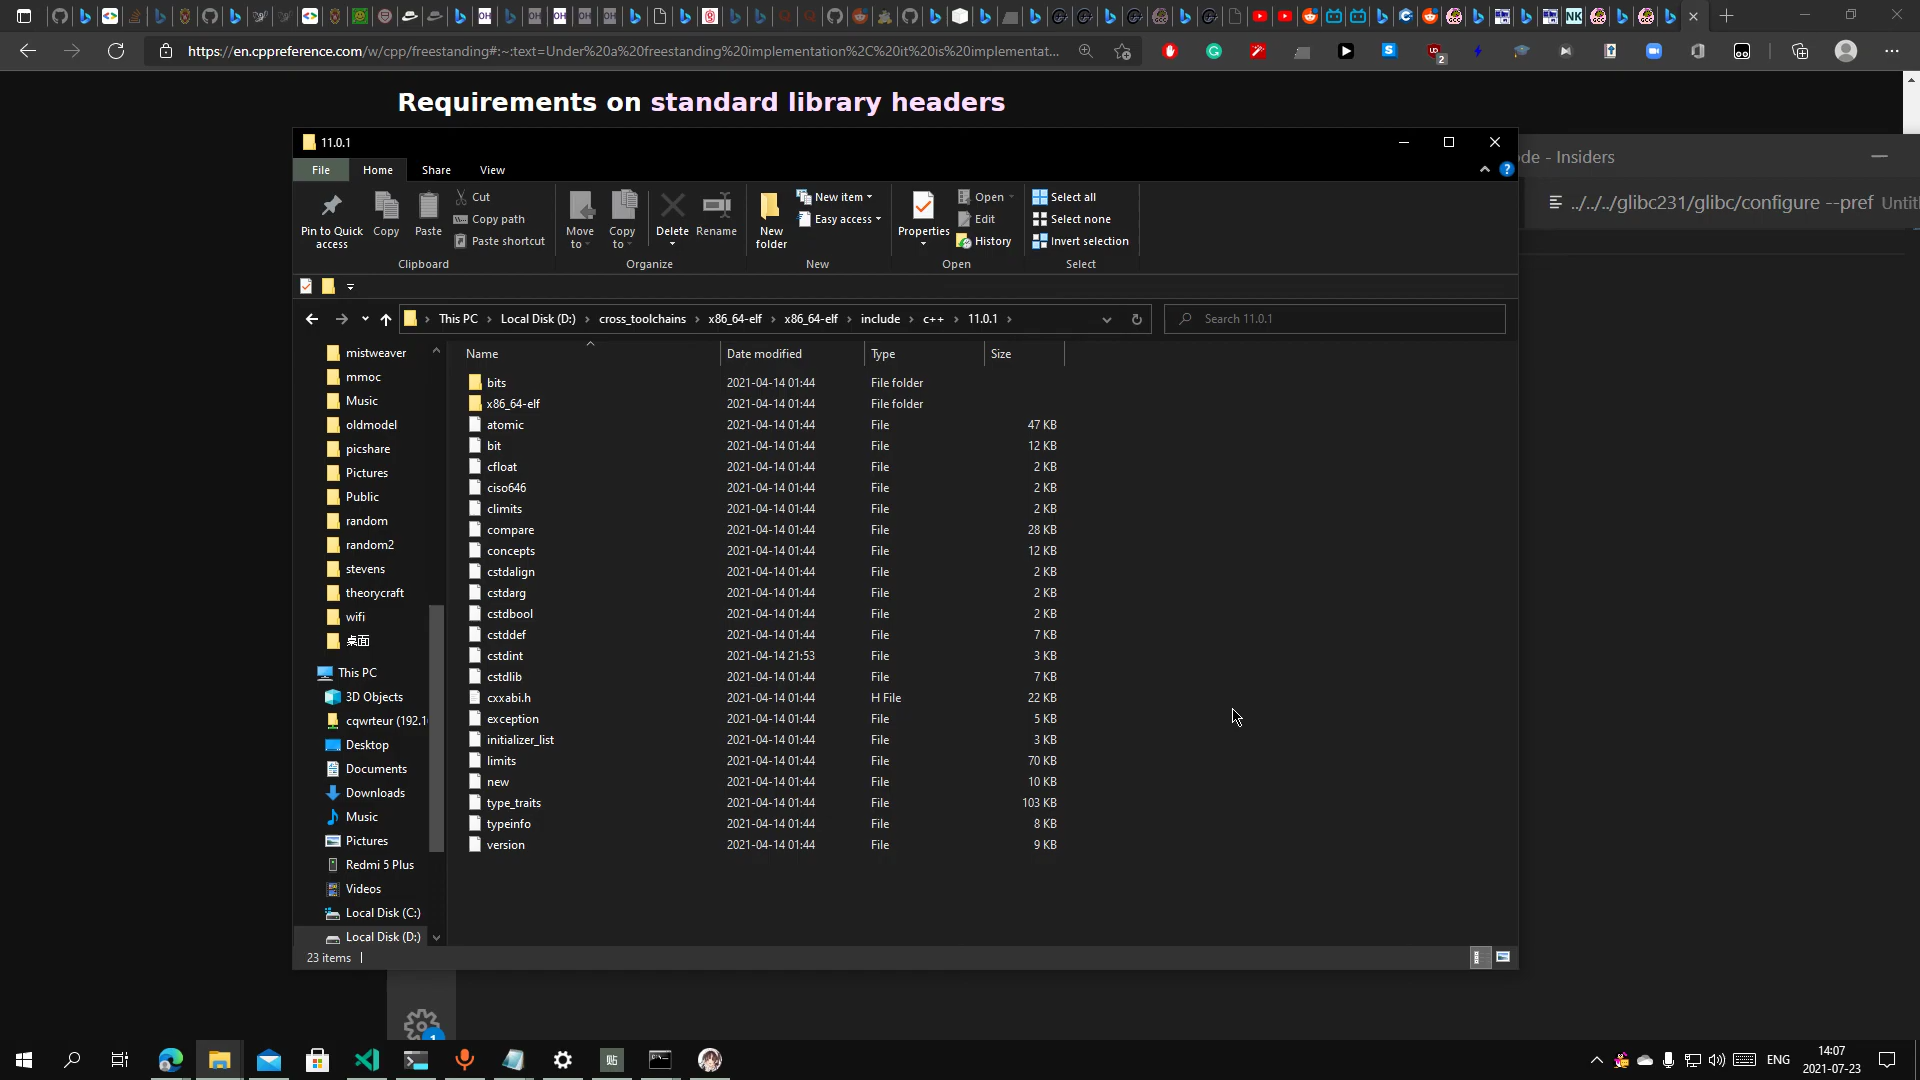 https://en.cppreference.com/w/cpp/freestanding#:~:text=Under%20a%20freestanding%20implementation%2C%20it%20is%20implementat...
2
Requirements on standard library headers
11.0.1
ode - Insiders
File Home Share View
../../../glibc231/glibc/configure --pref Untitl
Pin to Quick access
Copy
Paste
Cut
Copy path
Paste shortcut
Clipboard
Move to
Copy to
Delete
Rename
Organize
New folder
New item
Easy access
New
Properties
Open
Edit
History
Open
Select all
Select none
Invert selection
Select
This PC Local Disk (D:) cross_toolchains x86_64-elf x86_64-elf include c++ 11.0.1
Search 11.0.1
mistweaver
mmoc
Music
oldmodel
picshare
Pictures
Public
random
random2
stevens
theorycraft
wifi
桌面
This PC
3D Objects
cqwrteur (192.1
Desktop
Documents
Downloads
Music
Pictures
Redmi 5 Plus
Videos
Local Disk (C:)
Local Disk (D:)
Name Date modified Type Size
bits 2021-04-14 01:44 File folder
x86_64-elf 2021-04-14 01:44 File folder
atomic 2021-04-14 01:44 File 47 KB
bit 2021-04-14 01:44 File 12 KB
cfloat 2021-04-14 01:44 File 2 KB
ciso646 2021-04-14 01:44 File 2 KB
climits 2021-04-14 01:44 File 2 KB
compare 2021-04-14 01:44 File 28 KB
concepts 2021-04-14 01:44 File 12 KB
cstdalign 2021-04-14 01:44 File 2 KB
cstdarg 2021-04-14 01:44 File 2 KB
cstdbool 2021-04-14 01:44 File 2 KB
cstddef 2021-04-14 01:44 File 7 KB
cstdint 2021-04-14 21:53 File 3 KB
cstdlib 2021-04-14 01:44 File 7 KB
cxxabi.h 2021-04-14 01:44 H File 22 KB
exception 2021-04-14 01:44 File 5 KB
initializer_list 2021-04-14 01:44 File 3 KB
limits 2021-04-14 01:44 File 70 KB
new 2021-04-14 01:44 File 10 KB
type_traits 2021-04-14 01:44 File 103 KB
typeinfo 2021-04-14 01:44 File 8 KB
version 2021-04-14 01:44 File 9 KB
23 items
ENG
14:07
2021-07-23